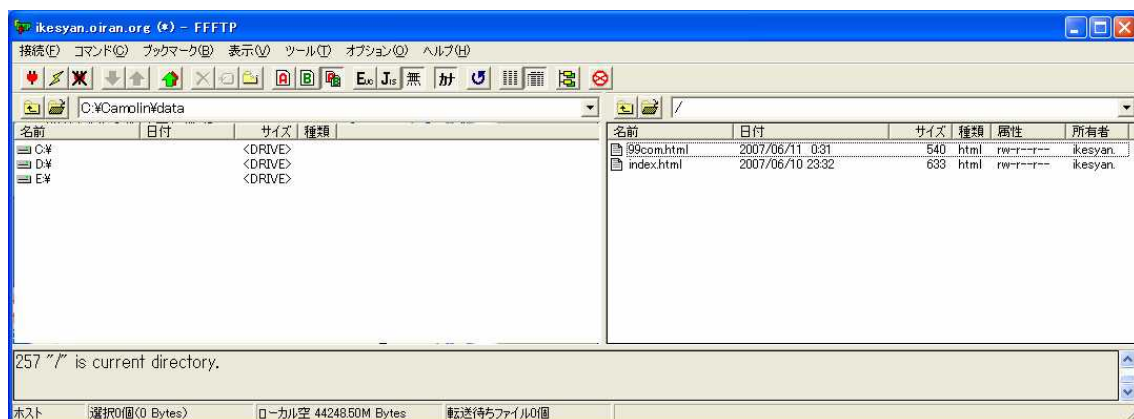 ikesyan.oiran.org (*) - FFFTP
接続(F) コマンド(C) ブックマーク(B) 表示(V) ツール(T) オプション(O) ヘルプ(H)
A B Euc Jis 無 カナ
C:¥Camolin¥data /
名前 日付 サイズ 種類 名前 日付 サイズ 種類 属性 所有者
C:¥ <DRIVE> 99com.html 2007/06/11 0:31 540 html rw-r--r-- ikesyan.
D:¥ <DRIVE> index.html 2007/06/10 23:32 633 html rw-r--r-- ikesyan.
E:¥ <DRIVE>
257 "/" is current directory.
ホスト 選択0個(0 Bytes) ローカル空 44248.50M Bytes 転送待ちファイル0個